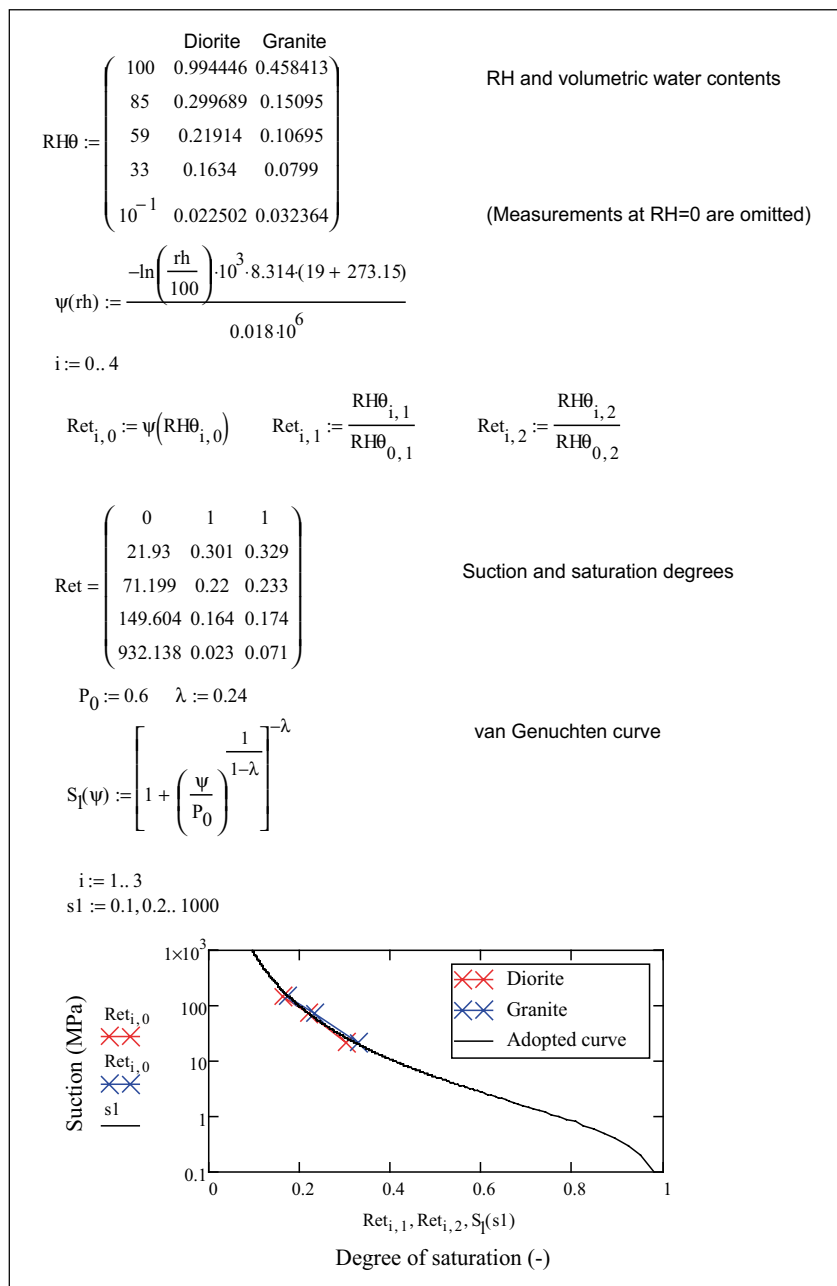 Diorite Granite
RHθ := ( 100 0.994446 0.458413
85 0.299689 0.15095
59 0.21914 0.10695
33 0.1634 0.0799
10^-1 0.022502 0.032364 )
RH and volumetric water contents
(Measurements at RH=0 are omitted)
ψ(rh) := -ln(rh/100)·10^3·8.314·(19 + 273.15) / 0.018·10^6
i := 0.. 4
Ret_i,0 := ψ(RHθ_i,0) Ret_i,1 := RHθ_i,1 / RHθ_0,1 Ret_i,2 := RHθ_i,2 / RHθ_0,2
Ret = ( 0 1 1
21.93 0.301 0.329
71.199 0.22 0.233
149.604 0.164 0.174
932.138 0.023 0.071 )
Suction and saturation degrees
P_0 := 0.6 λ := 0.24
van Genuchten curve
S_l(ψ) := [1 + (ψ/P_0)^(1/(1-λ))]^-λ
i := 1.. 3
s1 := 0.1, 0.2.. 1000
Suction (MPa)
Ret_i,0
Ret_i,0
s1
1×10^3
100
10
1
0.1
Diorite
Granite
Adopted curve
0 0.2 0.4 0.6 0.8 1
Ret_i,1, Ret_i,2, S_l(s1)
Degree of saturation (-)